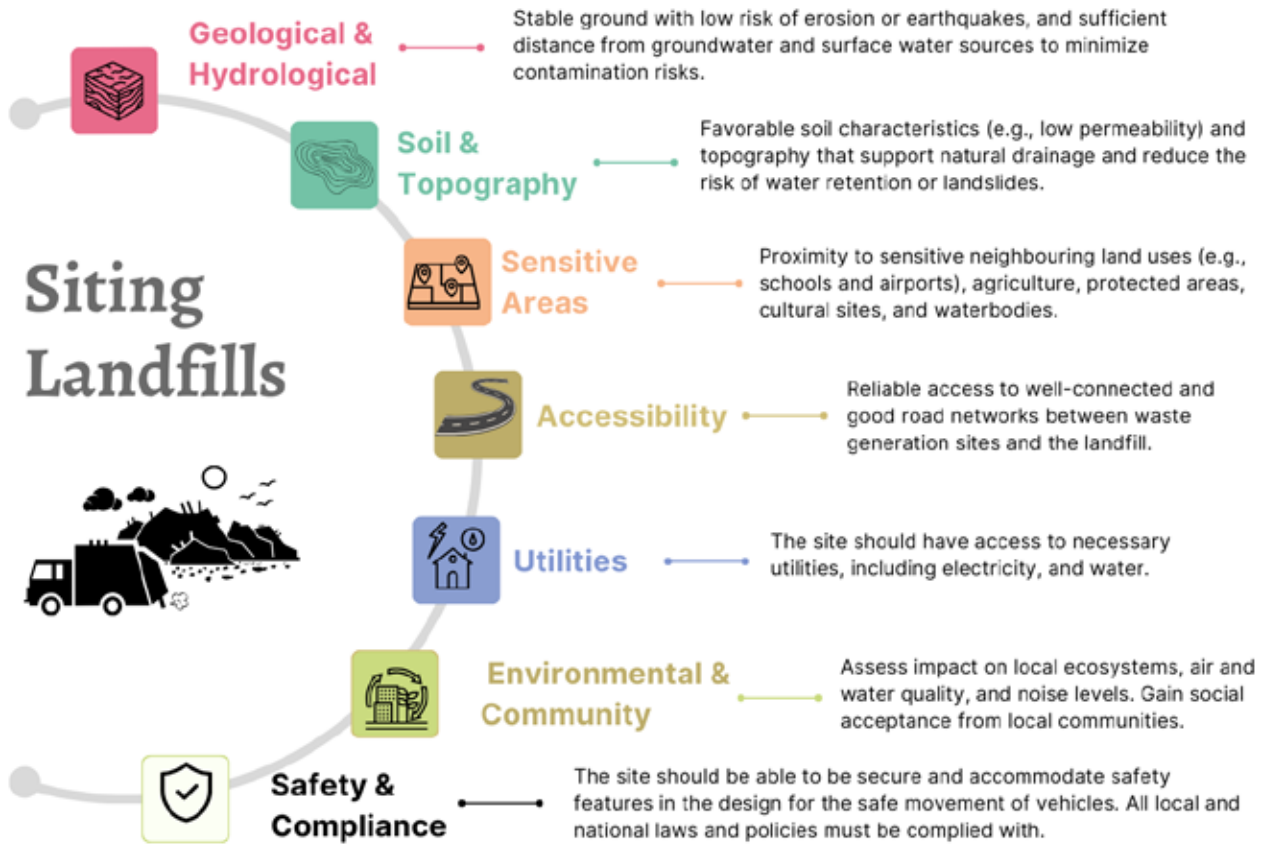 Geological &
Hydrological
Stable ground with low risk of erosion or earthquakes, and sufficient
distance from groundwater and surface water sources to minimize
contamination risks.
Soil &
Topography
Favorable soil characteristics (e.g., low permeability) and
topography that support natural drainage and reduce the
risk of water retention or landslides.
Siting
Landfills
Sensitive
Areas
Proximity to sensitive neighbouring land uses (e.g.,
schools and airports), agriculture, protected areas,
cultural sites, and waterbodies.
Accessibility
Reliable access to well-connected and
good road networks between waste
generation sites and the landfill.
Utilities
The site should have access to necessary
utilities, including electricity, and water.
Environmental &
Community
Assess impact on local ecosystems, air and
water quality, and noise levels. Gain social
acceptance from local communities.
Safety &
Compliance
The site should be able to be secure and accommodate safety
features in the design for the safe movement of vehicles. All local and
national laws and policies must be complied with.